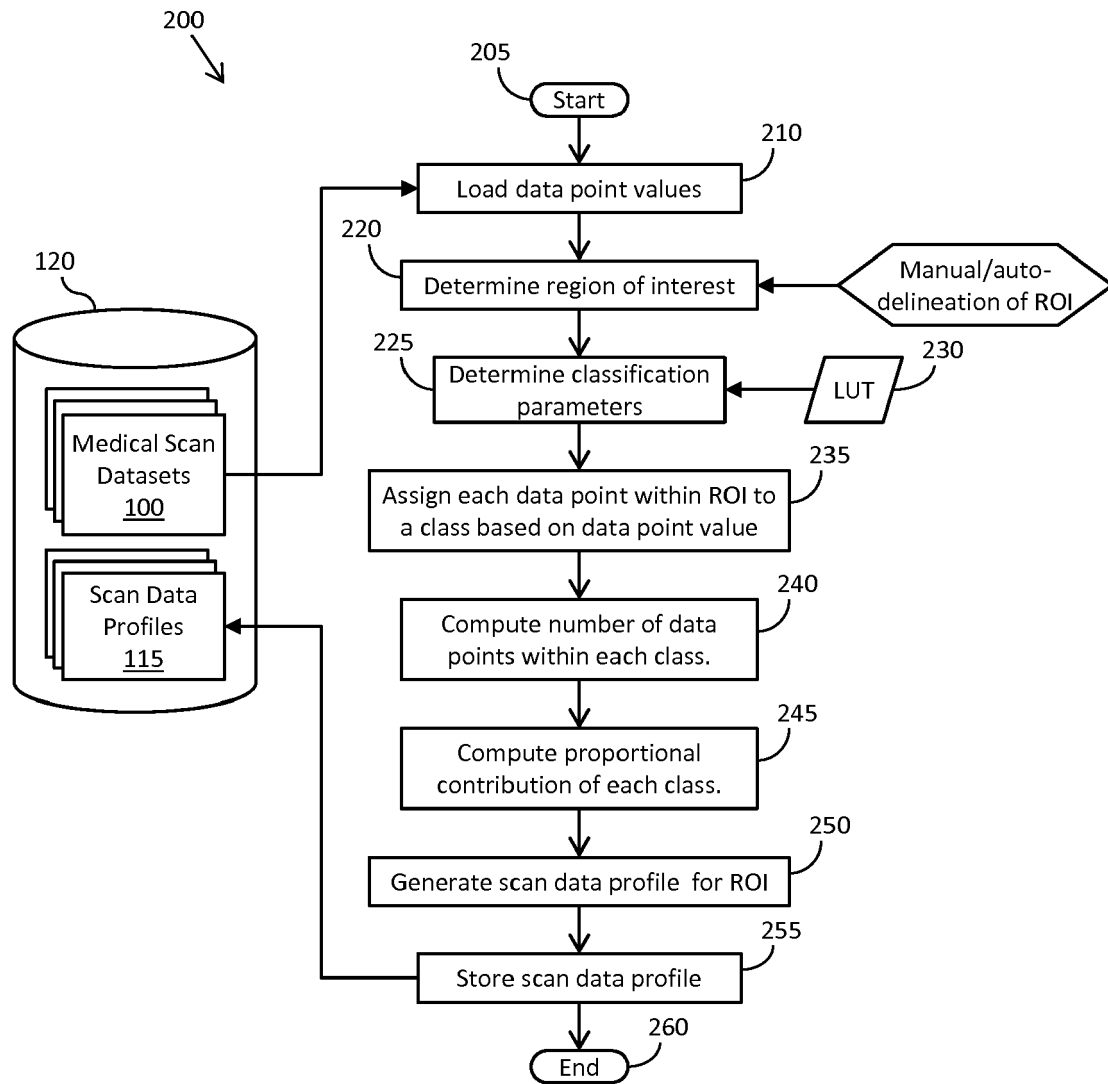 200
205
Start
210
Load data point values
220
Determine region of interest
Manual/auto-
delineation of ROI
120
225
Determine classification
parameters
LUT
230
Medical Scan
Datasets
100
235
Assign each data point within ROI to
a class based on data point value
Scan Data
Profiles
115
240
Compute number of data
points within each class.
245
Compute proportional
contribution of each class.
250
Generate scan data profile for ROI
255
Store scan data profile
End
260